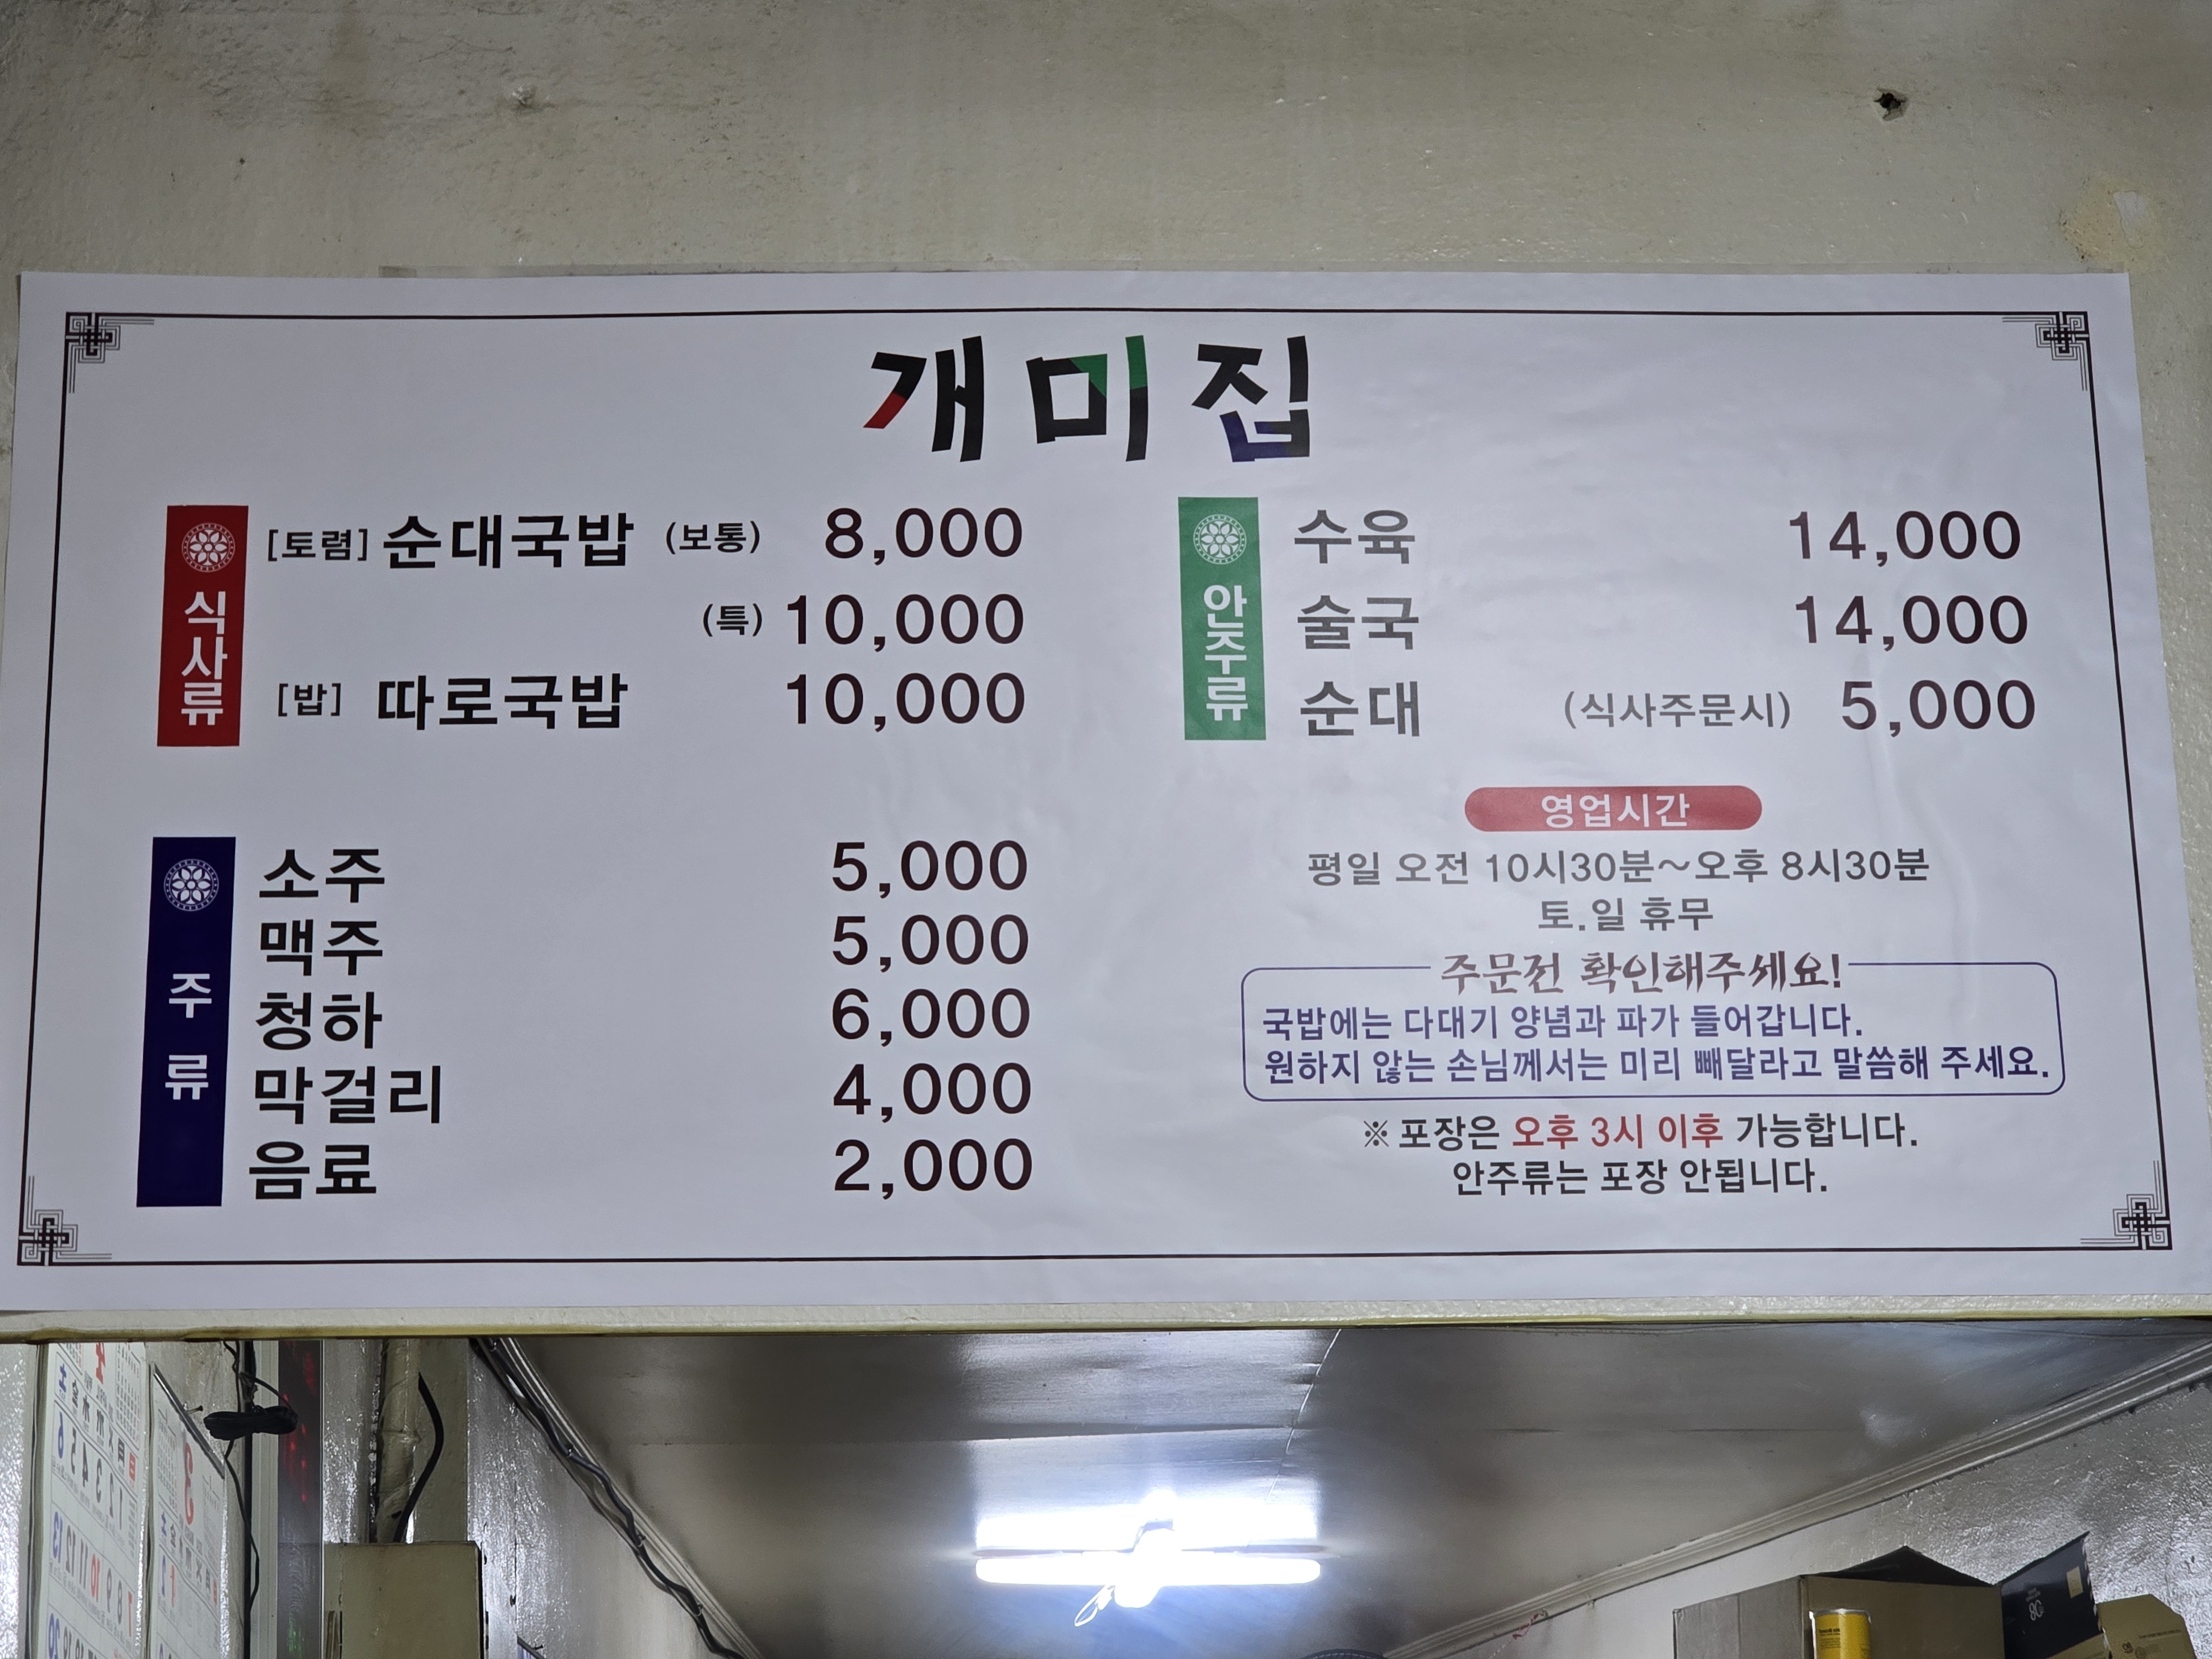 개미집
식사류
[토렴] 순대국밥 (보통) 8,000
(특) 10,000
[밥] 따로국밥 10,000
안주류
수육 14,000
술국 14,000
순대 (식사주문시) 5,000
주류
소주 5,000
맥주 5,000
청하 6,000
막걸리 4,000
음료 2,000
영업시간
평일 오전 10시30분~오후 8시30분
토.일 휴무
주문전 확인해주세요!
국밥에는 다대기 양념과 파가 들어갑니다.
원하지 않는 손님께서는 미리 빼달라고 말씀해 주세요.
※ 포장은 오후 3시 이후 가능합니다.
안주류는 포장 안됩니다.